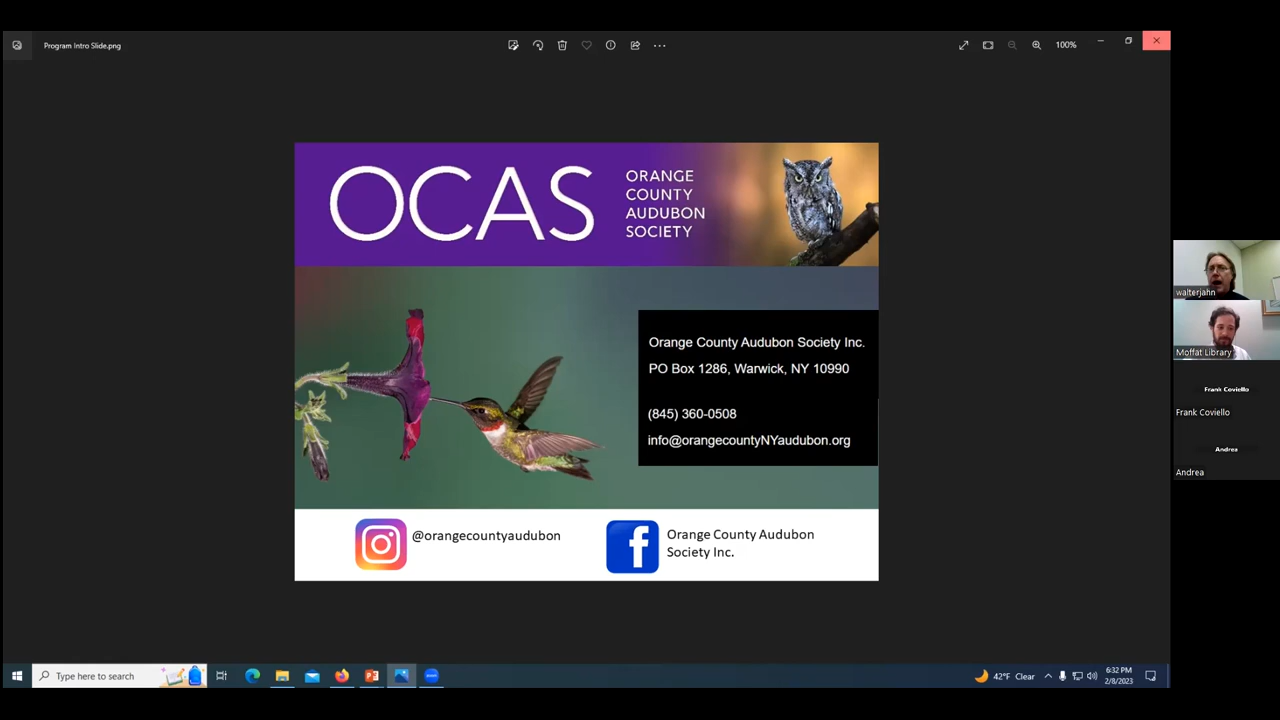 Program Intro Slide.png
100%
OCAS
ORANGE
COUNTY
AUDUBON
SOCIETY
Orange County Audubon Society Inc.
PO Box 1286, Warwick, NY 10990
(845) 360-0508
info@orangecountyNYaudubon.org
@orangecountyaudubon
Orange County Audubon
Society Inc.
walterjahn
Moffat Library
Frank Coviello
Frank Coviello
Andrea
Andrea
Type here to search
42°F Clear
6:32 PM
2/8/2023